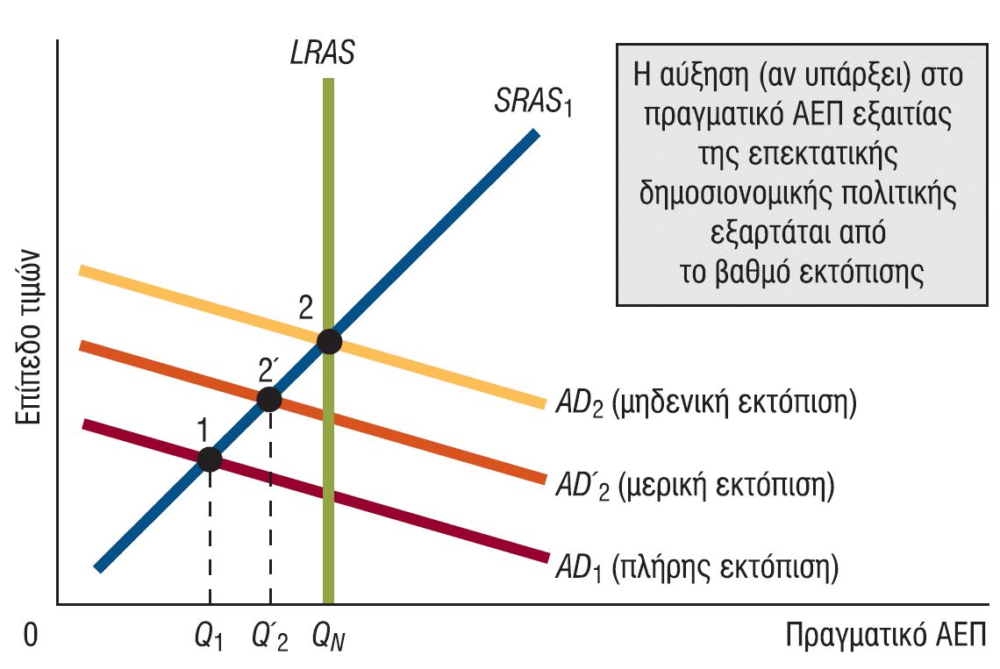 LRAS
SRAS1
Η αύξηση (αν υπάρξει) στο
πραγματικό ΑΕΠ εξαιτίας
της επεκτατικής
δημοσιονομικής πολιτικής
εξαρτάται από
το βαθμό εκτόπισης
Επίπεδο τιμών
2
2´
1
AD2 (μηδενική εκτόπιση)
AD´2 (μερική εκτόπιση)
AD1 (πλήρης εκτόπιση)
0
Q1
Q´2
QN
Πραγματικό ΑΕΠ